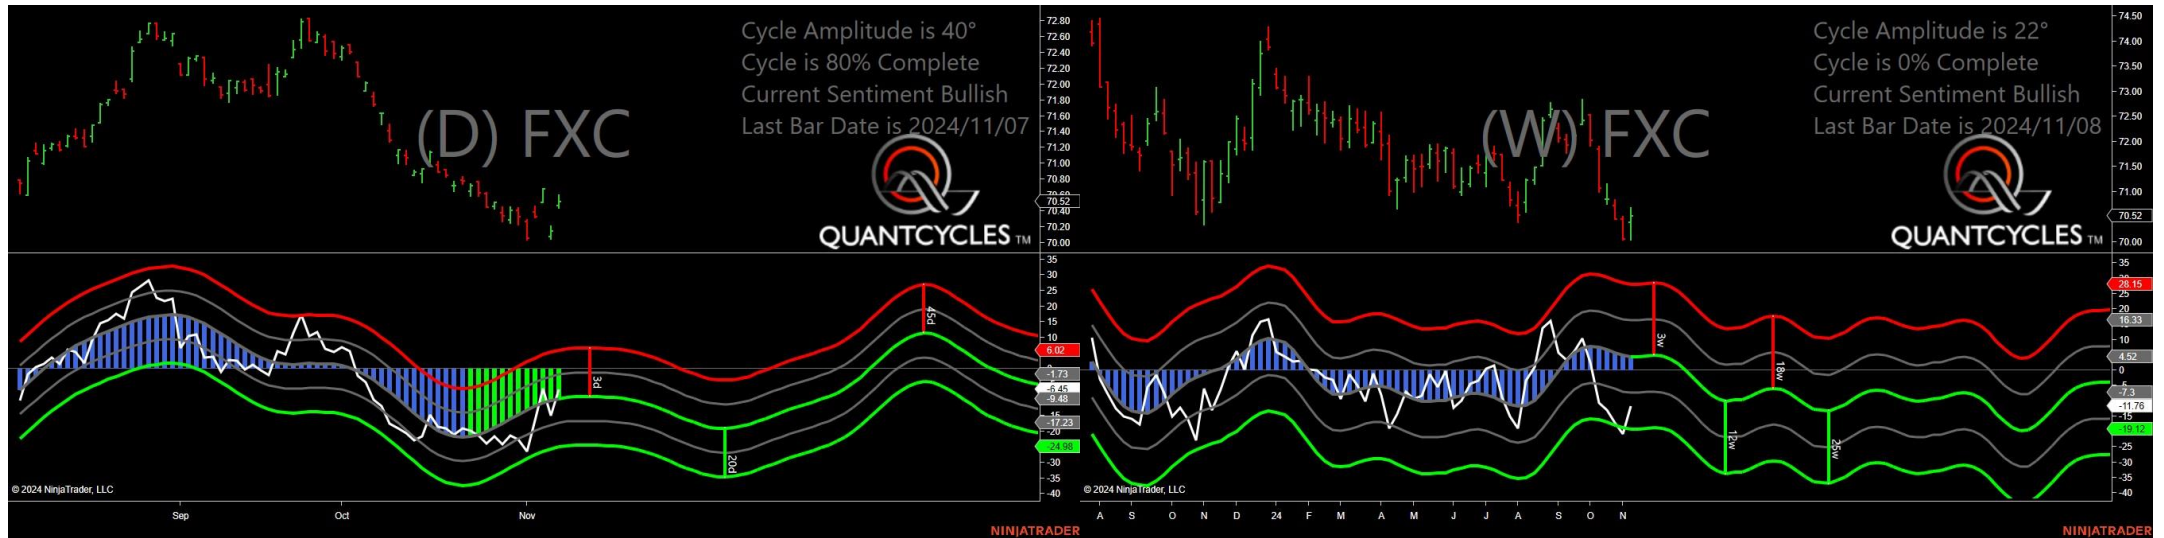 (D) FXC
Cycle Amplitude is 40°
Cycle is 80% Complete
Current Sentiment Bullish
Last Bar Date is 2024/11/07
QUANTCYCLES TM
72.80
72.60
72.40
72.20
72.00
71.80
71.60
71.40
71.20
71.00
70.80
70.60
70.52
70.40
70.20
70.00
35
30
25
20
15
10
6.02
-1.73
-6.45
-9.48
-15
-17.23
-20
-24.98
-30
-35
-40
3d
20d
45d
© 2024 NinjaTrader, LLC
Sep
Oct
Nov
NINJATRADER
(W) FXC
Cycle Amplitude is 22°
Cycle is 0% Complete
Current Sentiment Bullish
Last Bar Date is 2024/11/08
QUANTCYCLES TM
74.50
74.00
73.50
73.00
72.50
72.00
71.50
71.00
70.52
70.00
35
28.15
25
20
16.33
10
4.52
0
-7.3
-11.76
-15
-19.12
-25
-30
-35
-40
3w
12w
18w
25w
© 2024 NinjaTrader, LLC
A S O N D 24 F M A M J J A S O N
NINJATRADER